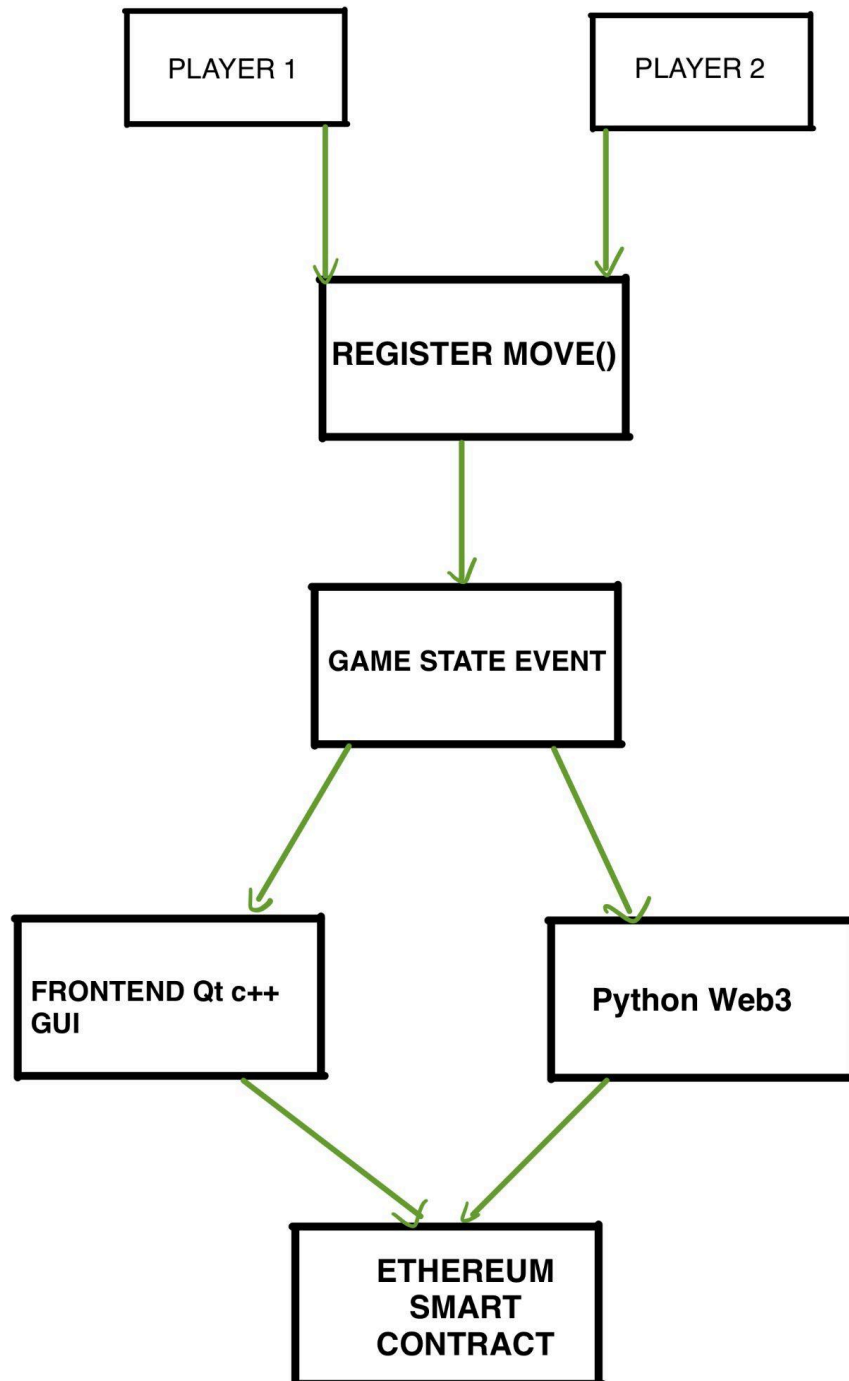 PLAYER 1
PLAYER 2
REGISTER MOVE()
GAME STATE EVENT
FRONTEND Qt c++
GUI
Python Web3
ETHEREUM
SMART
CONTRACT